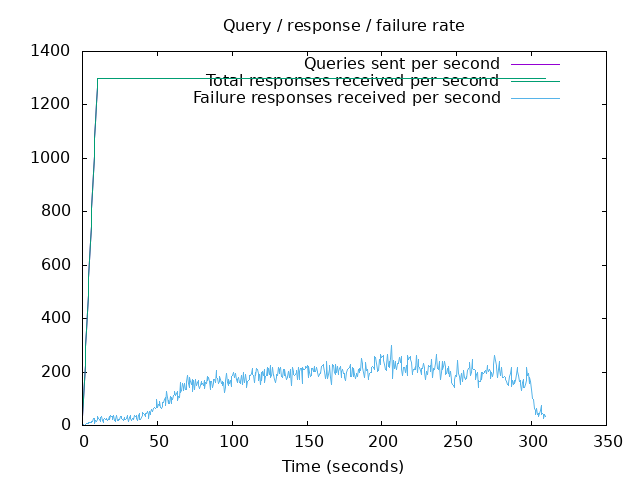 Query / response / failure rate
Queries sent per second
Total responses received per second
Failure responses received per second
1400
1200
1000
800
600
400
200
0
0 50 100 150 200 250 300 350
Time (seconds)